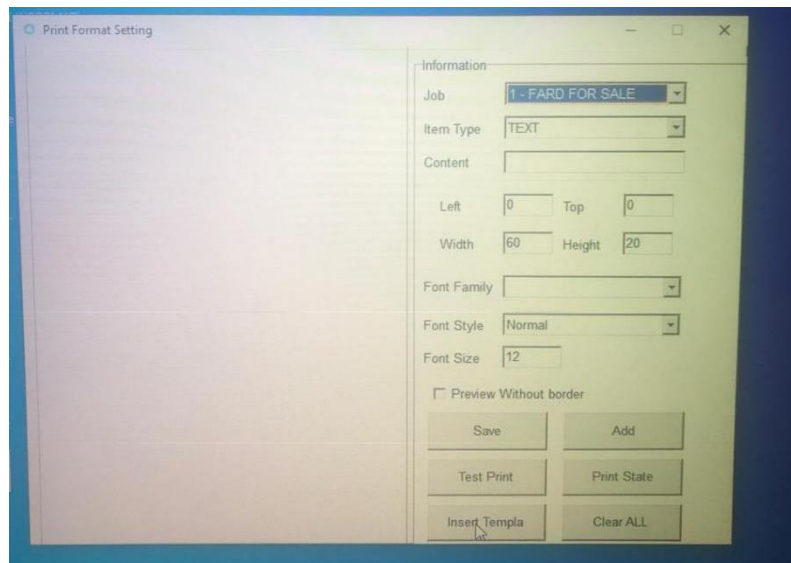 Print Format Setting
Information
Job 1 - FARD FOR SALE
Item Type TEXT
Content
Left 0 Top 0
Width 60 Height 20
Font Family
Font Style Normal
Font Size 12
Preview Without border
Save Add
Test Print Print State
Insert Templa Clear ALL